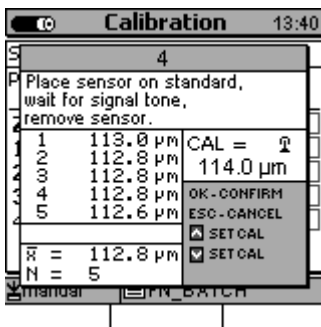 Calibration 13:40
4
Place sensor on standard,
wait for signal tone,
remove sensor.
1 113.0 µm
2 112.8 µm
3 112.8 µm
4 112.8 µm
5 112.6 µm
x̄ = 112.8 µm
N = 5
CAL =
114.0 µm
OK-CONFIRM
ESC-CANCEL
SET CAL
SET CAL
manual FN_BATCH